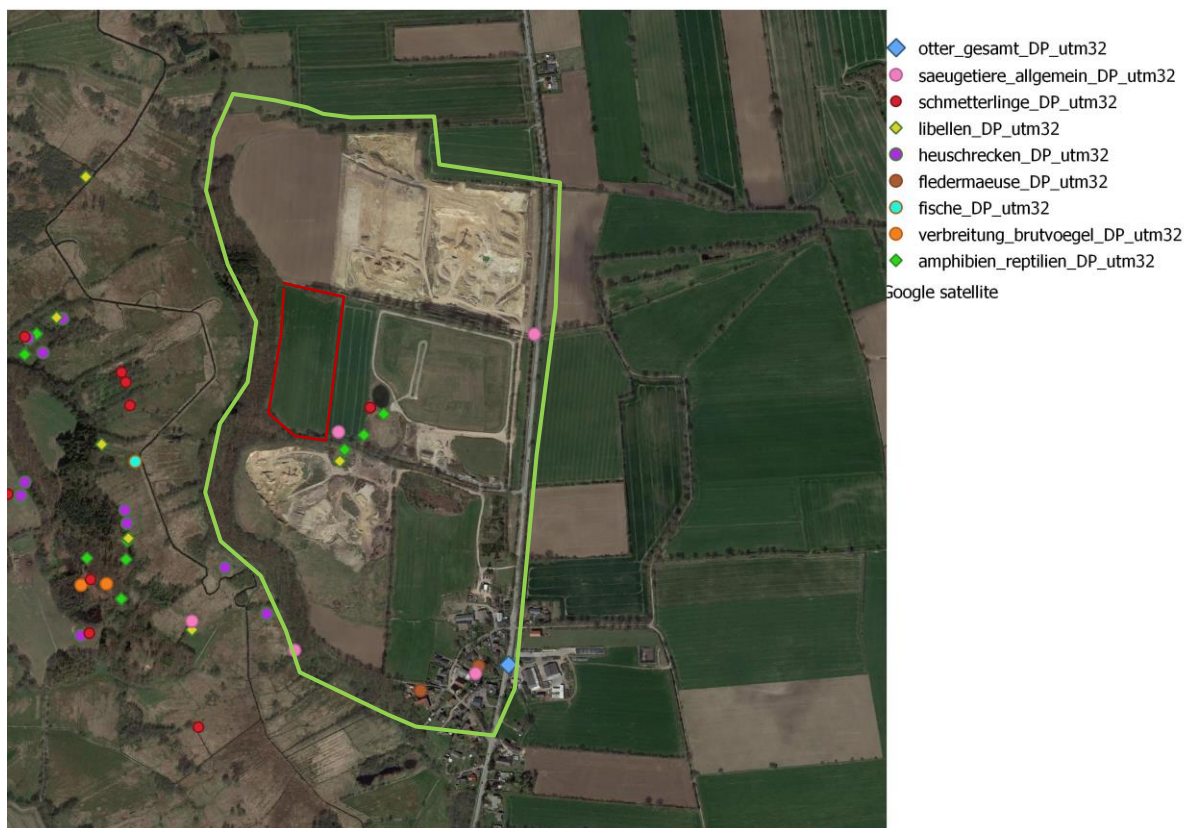 otter_gesamt_DP_utm32
saeugetiere_allgemein_DP_utm32
schmetterlinge_DP_utm32
libellen_DP_utm32
heuschrecken_DP_utm32
fledermaeuse_DP_utm32
fische_DP_utm32
verbreitung_brutvoegel_DP_utm32
amphibien_reptilien_DP_utm32
Google satellite